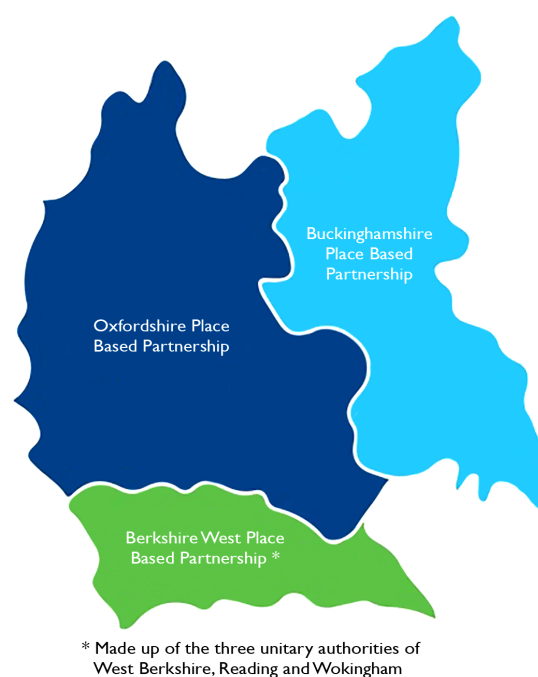 Buckinghamshire
Place Based
Partnership
Oxfordshire Place
Based Partnership
Berkshire West Place
Based Partnership *
* Made up of the three unitary authorities of
West Berkshire, Reading and Wokingham